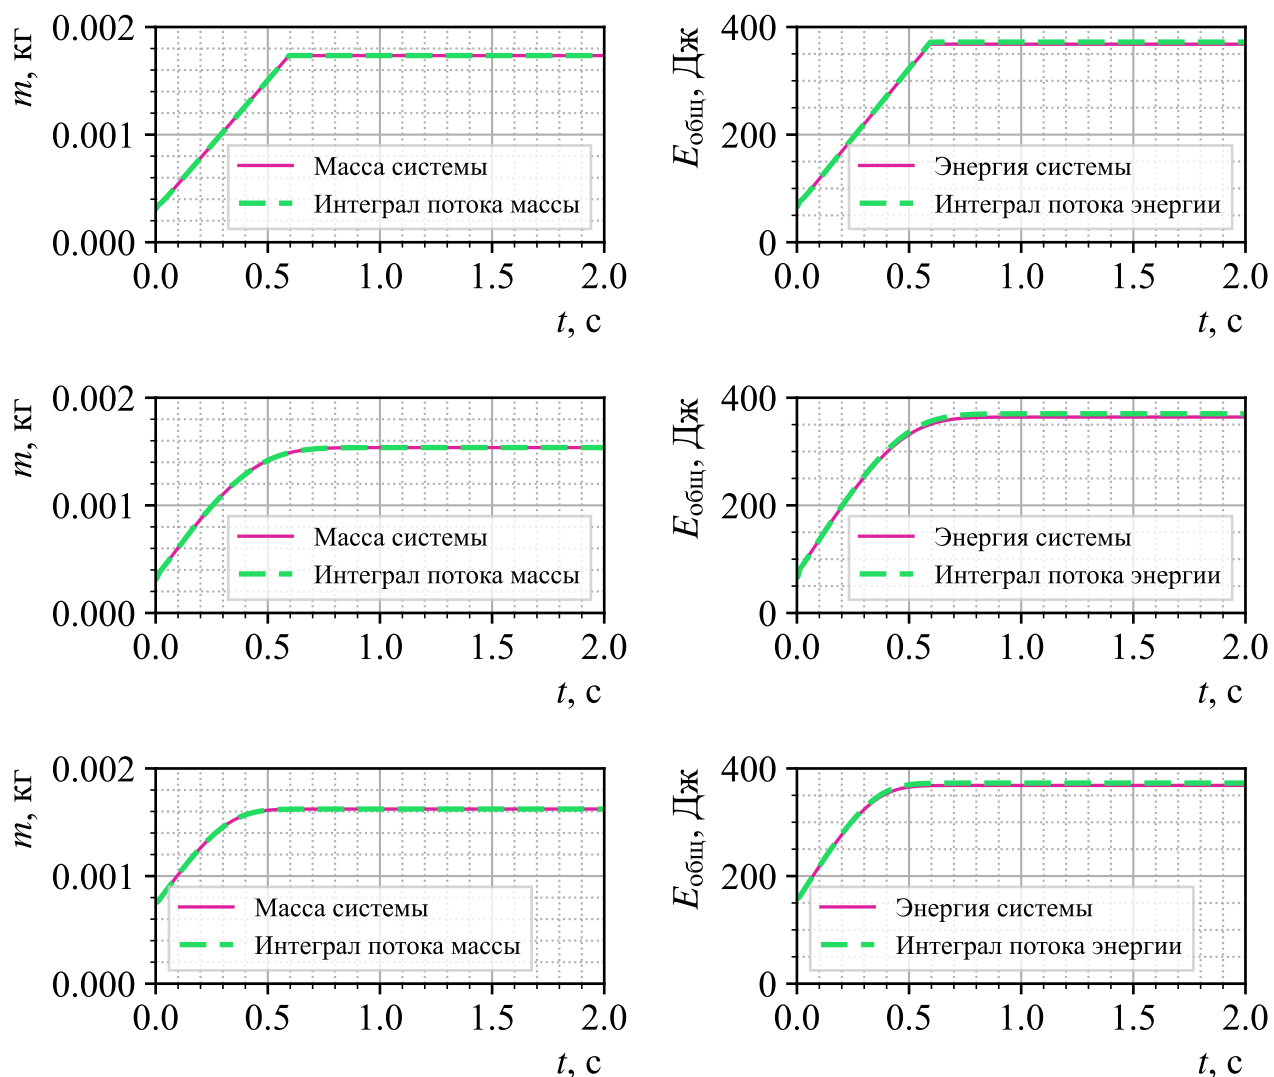 m, кг
0.002
0.001
0.000
Масса системы
Интеграл потока массы
0.0 0.5 1.0 1.5 2.0
t, с
Eобщ, Дж
400
200
0
Энергия системы
Интеграл потока энергии
0.0 0.5 1.0 1.5 2.0
t, с
m, кг
0.002
0.001
0.000
Масса системы
Интеграл потока массы
0.0 0.5 1.0 1.5 2.0
t, с
Eобщ, Дж
400
200
0
Энергия системы
Интеграл потока энергии
0.0 0.5 1.0 1.5 2.0
t, с
m, кг
0.002
0.001
0.000
Масса системы
Интеграл потока массы
0.0 0.5 1.0 1.5 2.0
t, с
Eобщ, Дж
400
200
0
Энергия системы
Интеграл потока энергии
0.0 0.5 1.0 1.5 2.0
t, с